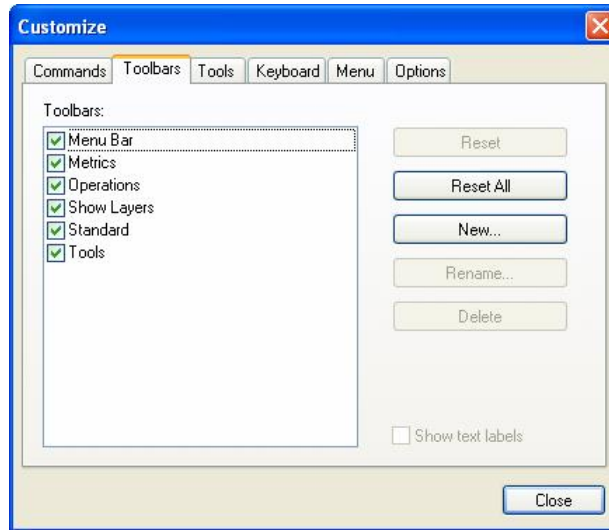 Customize
Commands Toolbars Tools Keyboard Menu Options
Toolbars:
Menu Bar
Metrics
Operations
Show Layers
Standard
Tools
Reset
Reset All
New...
Rename...
Delete
Show text labels
Close